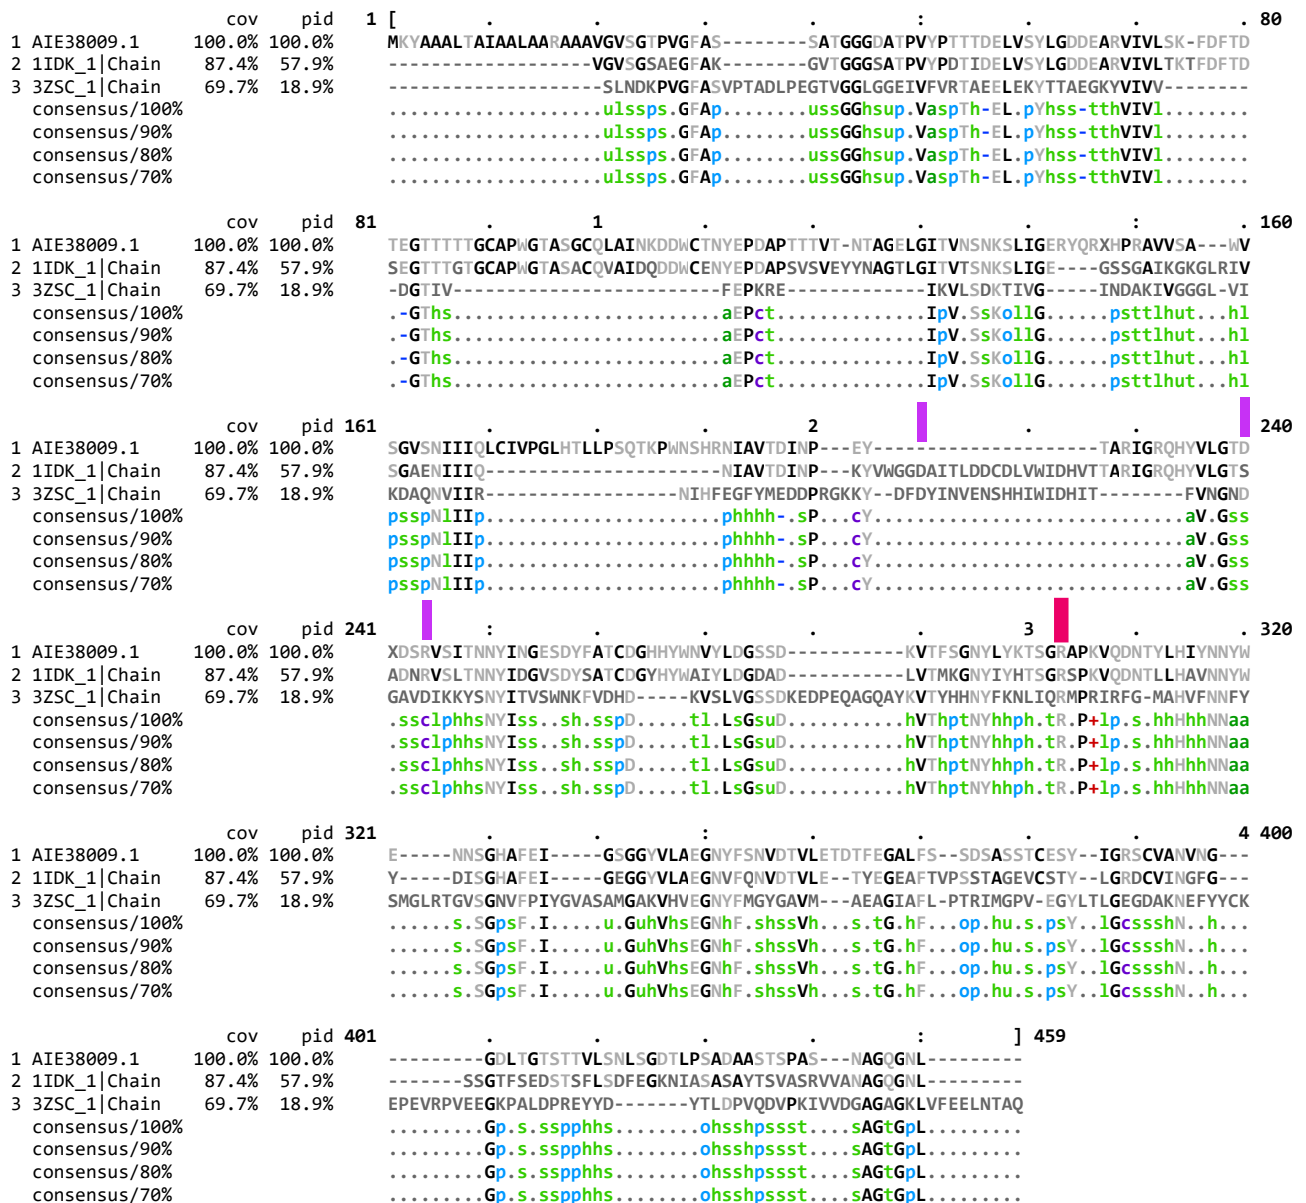 cov pid 1 [ . . . : . . . . 80
1 AIE38009.1 100.0% 100.0% MKYAAALTAIAALAARAAAVGVSGTPVGFAS--------SATGGGDATPVYPTTTDELVSYLGDDEARVIVLSK-FDFTD
2 1IDK_1|Chain 87.4% 57.9% -------------------VGVSGSAEGFAK--------GVTGGGSATPVYPDTIDELVSYLGDDEARVIVLTKTFDFTD
3 3ZSC_1|Chain 69.7% 18.9% --------------------SLNDKPVGFASVPTADLPEGTVGGLGGEIVFVRTAEELEKYTTAEGKYVIVV--------
consensus/100% ....................ulssps.GFAp........ussGGhsup.VaspTh-EL.pYhss-tthVIVl........
consensus/90% ....................ulssps.GFAp........ussGGhsup.VaspTh-EL.pYhss-tthVIVl........
consensus/80% ....................ulssps.GFAp........ussGGhsup.VaspTh-EL.pYhss-tthVIVl........
consensus/70% ....................ulssps.GFAp........ussGGhsup.VaspTh-EL.pYhss-tthVIVl........
cov pid 81 . 1 . . . . : . 160
1 AIE38009.1 100.0% 100.0% TEGTTTTTGCAPWGTASGCQLAINKDDWCTNYEPDAPTTTVT-NTAGELGITVNSNKSLIGERYQRXHPRAVVSA---WV
2 1IDK_1|Chain 87.4% 57.9% SEGTTTGTGCAPWGTASACQVAIDQDDWCENYEPDAPSVSVEYYNAGTLGITVTSNKSLIGE----GSSGAIKGKGLRIV
3 3ZSC_1|Chain 69.7% 18.9% -DGTIV-------------------------FEPKRE--------------IKVLSDKTIVG------INDAKIVGGGL-VI
consensus/100% .-GThs.........................aEPct..............IpV.SsKollG......psttlhut...hl
consensus/90% .-GThs.........................aEPct..............IpV.SsKollG......psttlhut...hl
consensus/80% .-GThs.........................aEPct..............IpV.SsKollG......psttlhut...hl
consensus/70% .-GThs.........................aEPct..............IpV.SsKollG......psttlhut...hl
cov pid 161 . . . 2 . . . 240
1 AIE38009.1 100.0% 100.0% SGVSNIIIQLCIVPGLHTLLPSQTKPWNSHRNIAVTDINP---EY---------------------TARIGRQHYVLGTD
2 1IDK_1|Chain 87.4% 57.9% SGAENIIIQ----------------------NIAVTDINP---KYVWGGDAITLDDCDLVWIDHVTTARIGRQHYVLGTS
3 3ZSC_1|Chain 69.7% 18.9% KDAQNVIIR------------------NIHFEGFYMEDDPRGKKY--DFDYINVENSHHIWIDHIT--------FVNGND
consensus/100% psspNlIIp......................phhhh-.sP...cY.............................aV.Gss
consensus/90% psspNlIIp......................phhhh-.sP...cY.............................aV.Gss
consensus/80% psspNlIIp......................phhhh-.sP...cY.............................aV.Gss
consensus/70% psspNlIIp......................phhhh-.sP...cY.............................aV.Gss
cov pid 241 : . . . . 3 . . 320
1 AIE38009.1 100.0% 100.0% XDSRVSITNNYINGESDYFATCDGHHYWNVYLDGSSD-----------KVTFSGNYLYKTSGRAPKVQDNTYLHIYNNYW
2 1IDK_1|Chain 87.4% 57.9% ADNRVSLTNNYIDGVSDYSATCDGYHYWAIYLDGDAD-----------LVTMKGNYIYHTSGRSPKVQDNTLLHAVNNYW
3 3ZSC_1|Chain 69.7% 18.9% GAVDIKKYSNYITVSWNKFVDHD-----KVSLVGSSDKEDPEQAGQAYKVTYHHNYFKNLIQRMPRIRFG-MAHVFNNFY
consensus/100% .ssclphhsNYIss..sh.sspD.....tl.LsGsuD...........hVThptNYhhph.tR.P+lp.s.hhHhhNNaa
consensus/90% .ssclphhsNYIss..sh.sspD.....tl.LsGsuD...........hVThptNYhhph.tR.P+lp.s.hhHhhNNaa
consensus/80% .ssclphhsNYIss..sh.sspD.....tl.LsGsuD...........hVThptNYhhph.tR.P+lp.s.hhHhhNNaa
consensus/70% .ssclphhsNYIss..sh.sspD.....tl.LsGsuD...........hVThptNYhhph.tR.P+lp.s.hhHhhNNaa
cov pid 321 . . : . . . . 4 400
1 AIE38009.1 100.0% 100.0% E-----NNSGHAFEI-----GSGGYVLAEGNYFSNVDTVLETDTFEGALFS--SDSASSTCESY--IGRSCVANVNG---
2 1IDK_1|Chain 87.4% 57.9% Y-----DISGHAFEI-----GEGGYVLAEGNVFQNVDTVLE--TYEGEAFTVPSSTAGEVCSTY--LGRDCVINGFG---
3 3ZSC_1|Chain 69.7% 18.9% SMGLRTGVSGNVFPIYGVASAMGAKVHVEGNYFMGYGAVM---AEAGIAFL-PTRIMGPV-EGYLTLGEGDAKNEFYYCK
consensus/100% ......s.SGpsF.I.....u.GuhVhsEGNhF.shssVh...s.tG.hF...op.hu.s.psY..lGcssshN..h...
consensus/90% ......s.SGpsF.I.....u.GuhVhsEGNhF.shssVh...s.tG.hF...op.hu.s.psY..lGcssshN..h...
consensus/80% ......s.SGpsF.I.....u.GuhVhsEGNhF.shssVh...s.tG.hF...op.hu.s.psY..lGcssshN..h...
consensus/70% ......s.SGpsF.I.....u.GuhVhsEGNhF.shssVh...s.tG.hF...op.hu.s.psY..lGcssshN..h...
cov pid 401 . . . . : ] 459
1 AIE38009.1 100.0% 100.0% ---------GDLTGTSTTVLSNLSGDTLPSADAASTSPAS---NAGQGNL---------
2 1IDK_1|Chain 87.4% 57.9% -------SSGTFSEDSTSFLSDFEGKNIASASAYTSVASRVVANAGQGNL---------
3 3ZSC_1|Chain 69.7% 18.9% EPEVRPVEEGKPALDPREYYD-------YTLDPVQDVPKIVVDGAGAGKLVFEELNTAQ
consensus/100% .........Gp.s.sspphhs........ohsshpssst....sAGtGpL.........
consensus/90% .........Gp.s.sspphhs........ohsshpssst....sAGtGpL.........
consensus/80% .........Gp.s.sspphhs........ohsshpssst....sAGtGpL.........
consensus/70% .........Gp.s.sspphhs........ohsshpssst....sAGtGpL.........